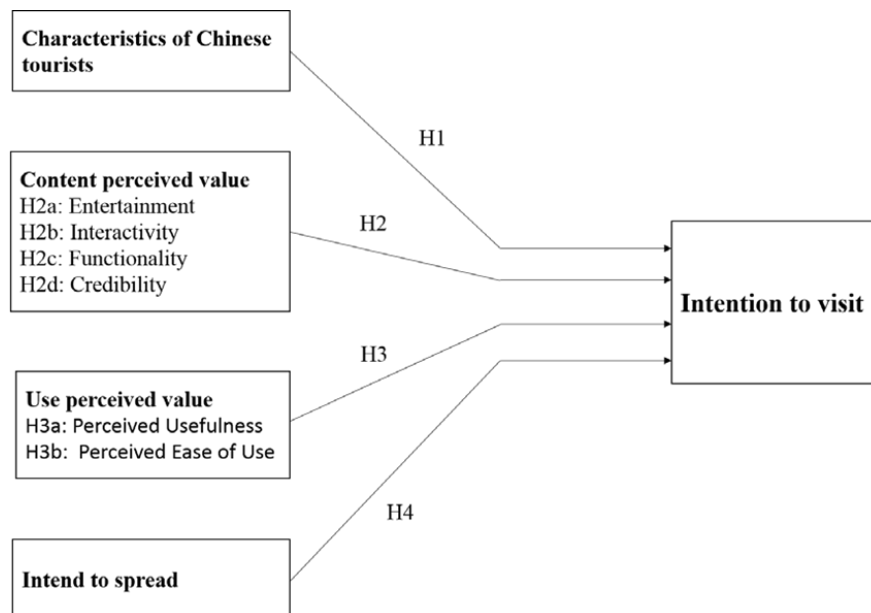 Characteristics of Chinese
tourists
H1
Content perceived value
H2a: Entertainment
H2b: Interactivity
H2c: Functionality
H2d: Credibility
H2
Intention to visit
H3
Use perceived value
H3a: Perceived Usefulness
H3b: Perceived Ease of Use
H4
Intend to spread